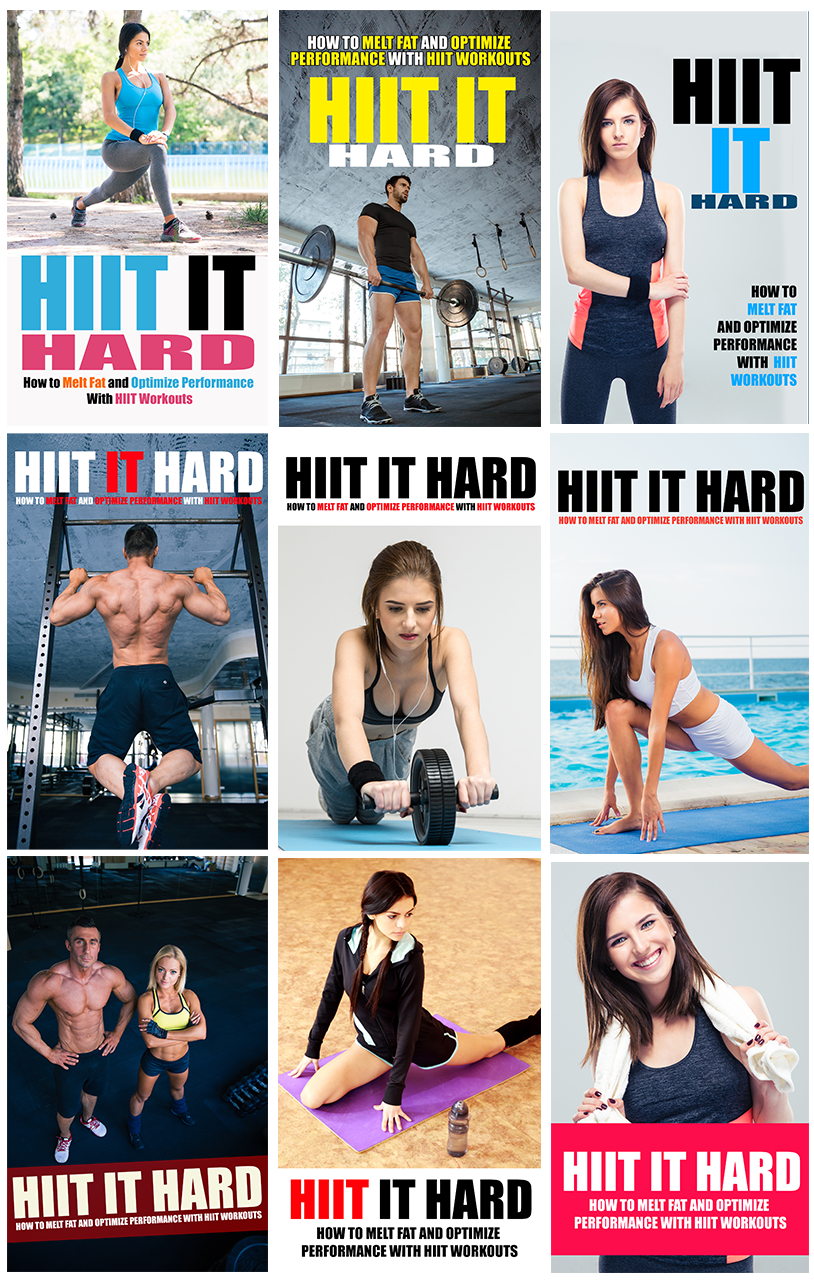 HIIT IT
HARD
How to Melt Fat and Optimize Performance
With HIIT Workouts
HOW TO MELT FAT AND OPTIMIZE
PERFORMANCE WITH HIIT WORKOUTS
HIIT IT
HARD
HIIT
IT
HARD
HOW TO
MELT FAT
AND OPTIMIZE
PERFORMANCE
WITH HIIT
WORKOUTS
HIIT IT HARD
HOW TO MELT FAT AND OPTIMIZE PERFORMANCE WITH HIIT WORKOUTS
HIIT IT HARD
HOW TO MELT FAT AND OPTIMIZE PERFORMANCE WITH HIIT WORKOUTS
HIIT IT HARD
HOW TO MELT FAT AND OPTIMIZE PERFORMANCE WITH HIIT WORKOUTS
HIIT IT HARD
HOW TO MELT FAT AND OPTIMIZE PERFORMANCE WITH HIIT WORKOUTS
HIIT IT HARD
HOW TO MELT FAT AND OPTIMIZE
PERFORMANCE WITH HIIT WORKOUTS
HIIT IT HARD
HOW TO MELT FAT AND OPTIMIZE
PERFORMANCE WITH HIIT WORKOUTS